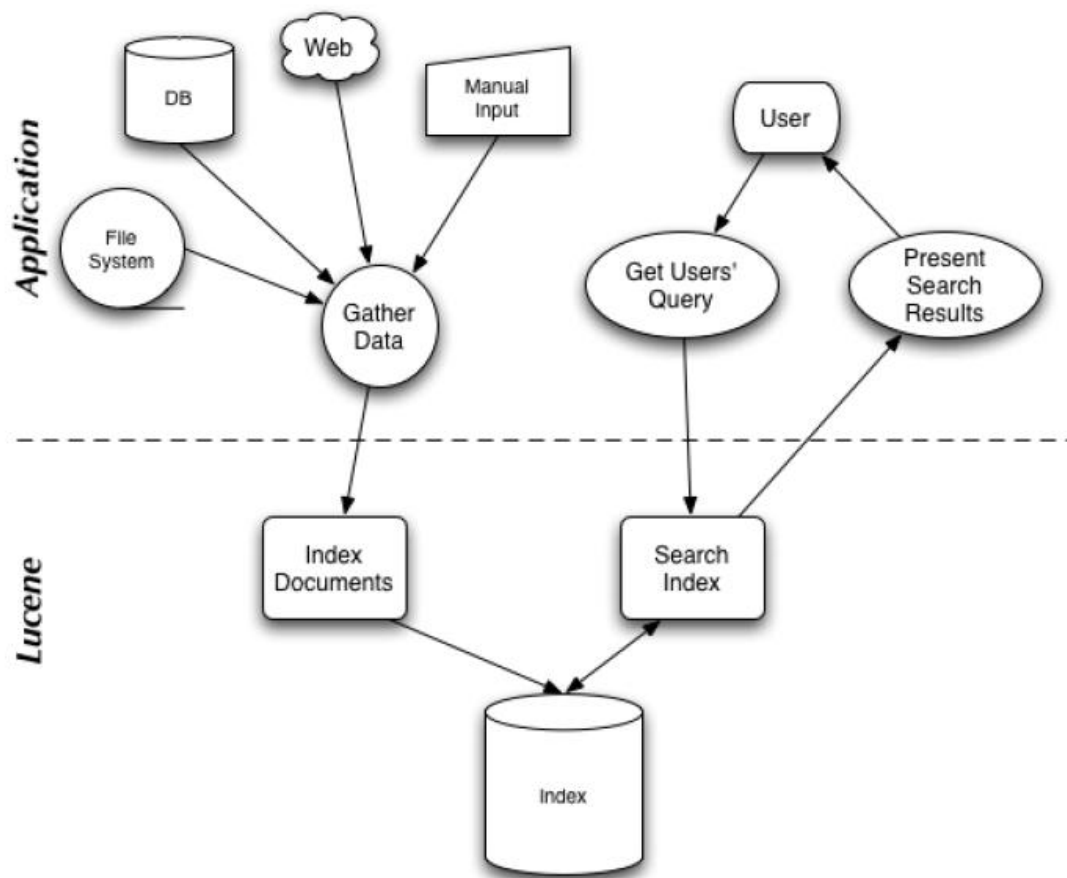 Application
Web
DB
Manual
Input
User
File
System
Gather
Data
Get Users'
Query
Present
Search
Results
Lucene
Index
Documents
Search
Index
Index